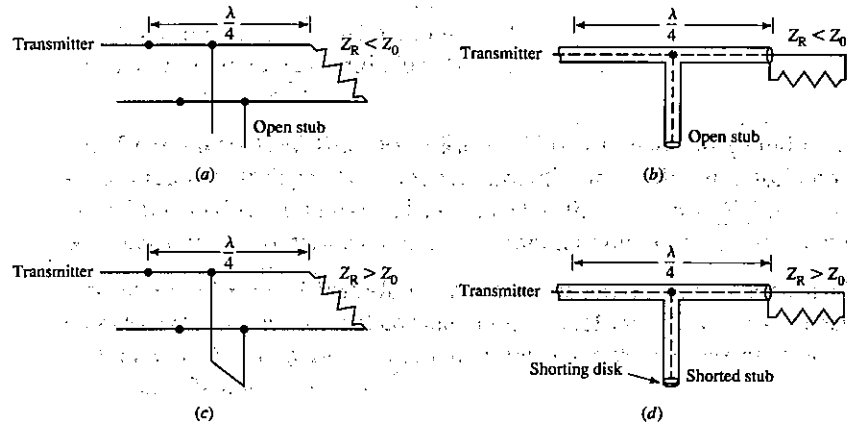 λ/4
Transmitter
Z_R < Z_0
Open stub
(a)
λ/4
Transmitter
Z_R < Z_0
Open stub
(b)
λ/4
Transmitter
Z_R > Z_0
(c)
λ/4
Transmitter
Z_R > Z_0
Shorting disk
Shorted stub
(d)